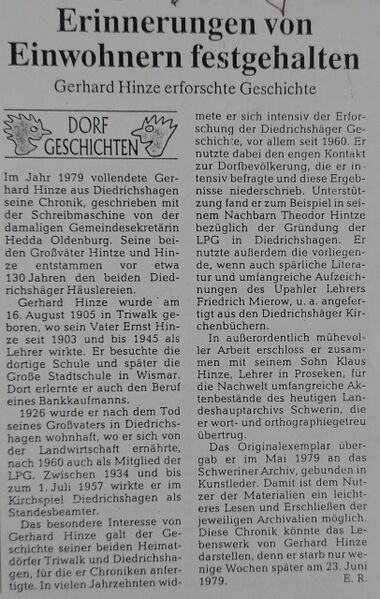 Erinnerungen von
Einwohnern festgehalten
Gerhard Hinze erforschte Geschichte
DORF
GESCHICHTEN
Im Jahr 1979 vollendete Ger-
hard Hinze aus Diedrichshagen
seine Chronik, geschrieben mit
der Schreibmaschine von der
damaligen Gemeindesekretärin
Hedda Oldenburg. Seine bei-
den Großväter Hintze und Hin-
ze entstammen vor etwa
130 Jahren den beiden Died-
richshäger Häuslereien.
Gerhard Hinze wurde am
16. August 1905 in Triwalk ge-
boren, wo sein Vater Ernst Hin-
ze seit 1903 und bis 1945 als
Lehrer wirkte. Er besuchte die
dortige Schule und später die
Große Stadtschule in Wismar.
Dort erlernte er auch den Beruf
eines Bankkaufmanns.
1926 wurde er nach dem Tod
seines Großvaters in Diedrichs-
hagen wohnhaft, wo er sich von
der Landwirtschaft ernährte,
nach 1960 auch als Mitglied der
LPG. Zwischen 1934 und bis
zum 1. Juli 1957 wirkte er im
Kirchspiel Diedrichshagen als
Standesbeamter.
Das besondere Interesse von
Gerhard Hinze galt der Ge-
schichte seiner beiden Heimat-
dörfer Triwalk und Diedrichsha-
gen, für die er Chroniken anfer-
tigte. In vielen Jahrzehnten wid-
mete er sich intensiv der Erfor-
schung der Diedrichshäger Ge-
schichte, vor allem seit 1960. Er
nutzte dabei den engen Kontakt
zur Dorfbevölkerung, die er in-
tensiv befragte und diese Ergeb-
nisse niederschrieb. Unterstüt-
zung fand er zum Beispiel in sei-
nem Nachbarn Theodor Hintze
bezüglich der Gründung der
LPG in Diedrichshagen. Er
nutzte außerdem die vorliegen-
de, wenn auch spärliche Litera-
tur und umfangreiche Aufzeich-
nungen des Upahler Lehrers
Friedrich Mierow, u. a. angefertigt
aus den Diedrichshäger Kir-
chenbüchern.
In außerordentlich mühevol-
ler Arbeit erschloss er zusam-
men mit seinem Sohn Klaus
Hinze, Lehrer in Proseken, für
die Nachwelt umfangreiche Ak-
tenbestände des heutigen Lan-
deshauptarchivs Schwerin, die
er wort- und orthographiegetreu
übertrug.
Das Originalexemplar über-
gab er im Mai 1979 an das
Schweriner Archiv, gebunden in
Kunstleder. Damit ist dem Nut-
zer der Materialien ein leichte-
res Lesen und Erschließen der
jeweiligen Archivalien möglich.
Diese Chronik könnte das Le-
benswerk von Gerhard Hinze
darstellen, denn er starb nur we-
nige Wochen später am 23. Juni
1979. E. R.